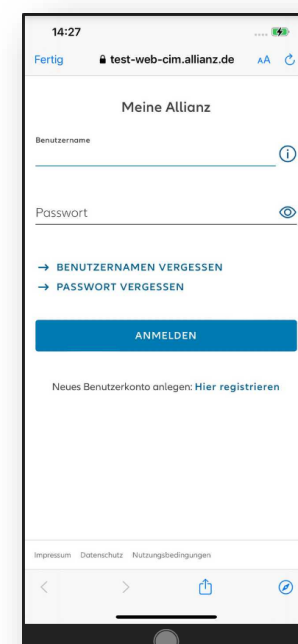 14:27
Fertig test-web-cim.allianz.de AA
Meine Allianz
Benutzername
Passwort
→ BENUTZERNAMEN VERGESSEN
→ PASSWORT VERGESSEN
ANMELDEN
Neues Benutzerkonto anlegen: Hier registrieren
Impressum Datenschutz Nutzungsbedingungen